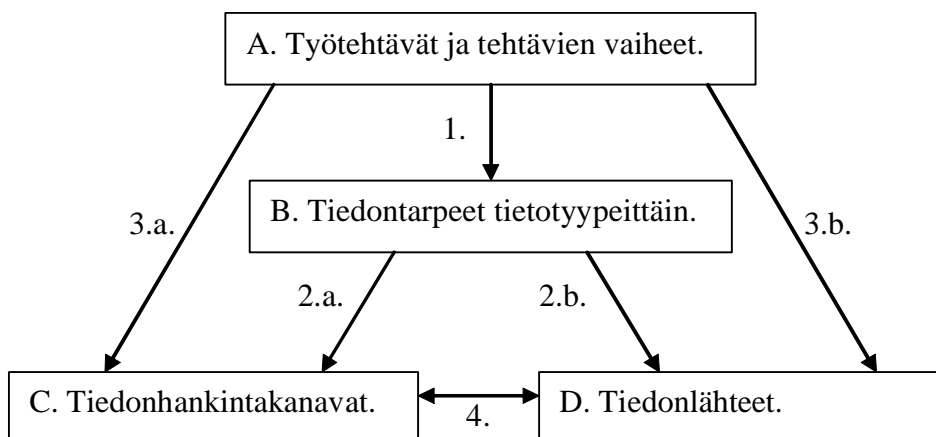 A. Työtehtävät ja tehtävien vaiheet.
1.
B. Tiedontarpeet tietotyypeittäin.
3.a.
3.b.
2.a.
2.b.
C. Tiedonhankintakanavat.
4.
D. Tiedonlähteet.